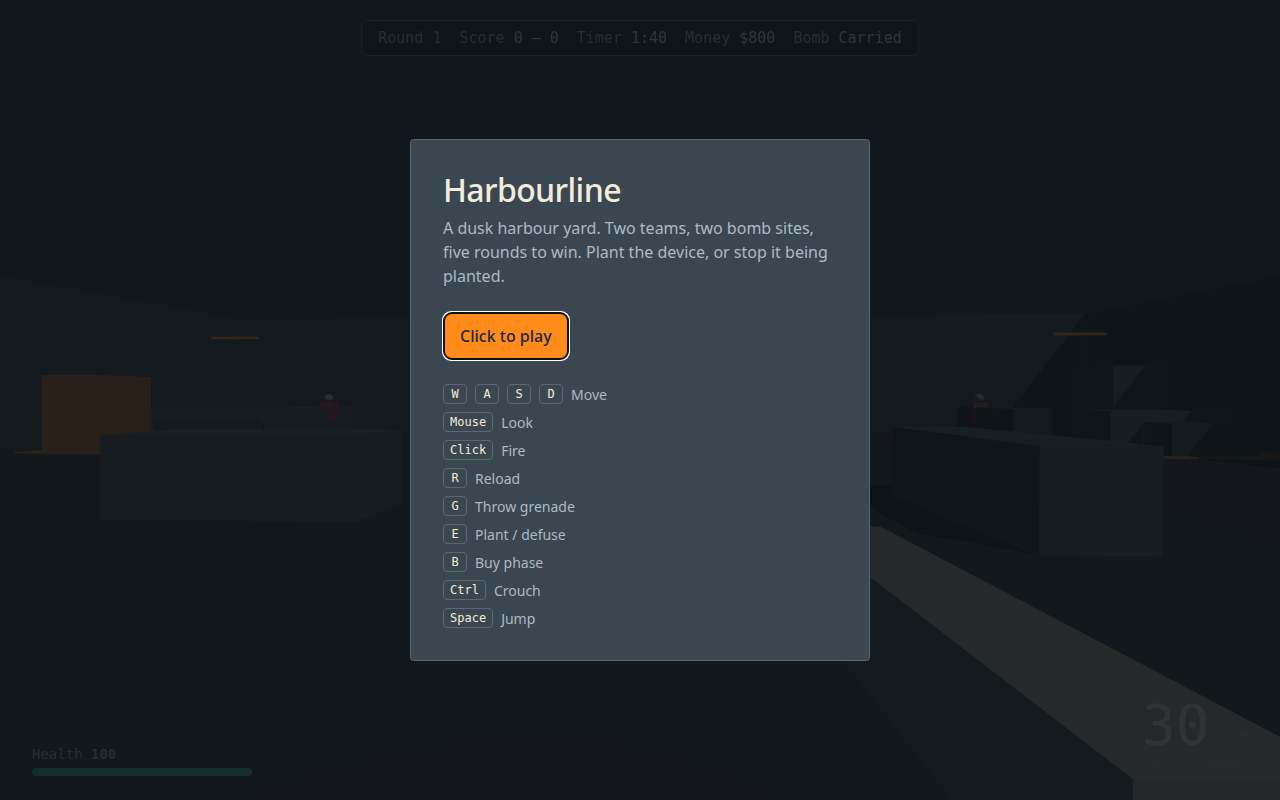 Round 1 Score 0 – 0 Timer 1:40 Money $800 Bomb Carried
Harbourline
A dusk harbour yard. Two teams, two bomb sites,
five rounds to win. Plant the device, or stop it being
planted.
Click to play
W A S D Move
Mouse Look
Click Fire
R Reload
G Throw grenade
E Plant / defuse
B Buy phase
Ctrl Crouch
Space Jump
Health 100
30